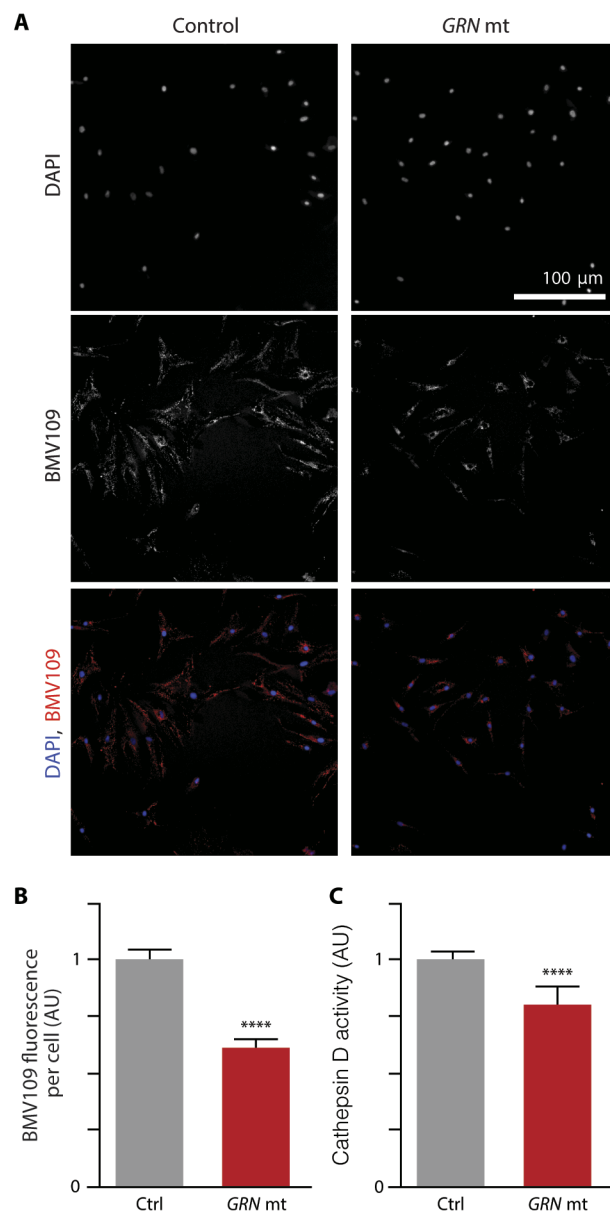 A
Control
GRN mt
DAPI
100 μm
BMV109
DAPI, BMV109
B
BMV109 fluorescence
per cell (AU)
1
0
****
Ctrl
GRN mt
C
Cathepsin D activity (AU)
1
0
****
Ctrl
GRN mt